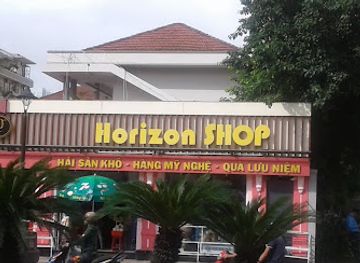 Horizon SHOP
HẢI SẢN KHÔ - HÀNG MỸ NGHỆ - QUÀ LƯU NIỆM